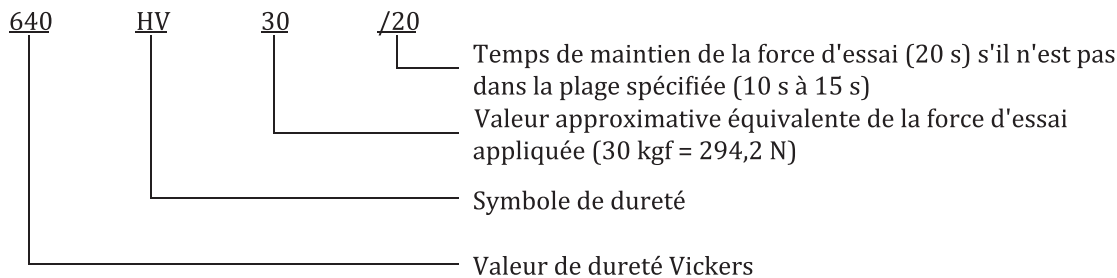 640 HV 30 /20
Temps de maintien de la force d'essai (20 s) s'il n'est pas
dans la plage spécifiée (10 s à 15 s)
Valeur approximative équivalente de la force d'essai
appliquée (30 kgf = 294,2 N)
Symbole de dureté
Valeur de dureté Vickers